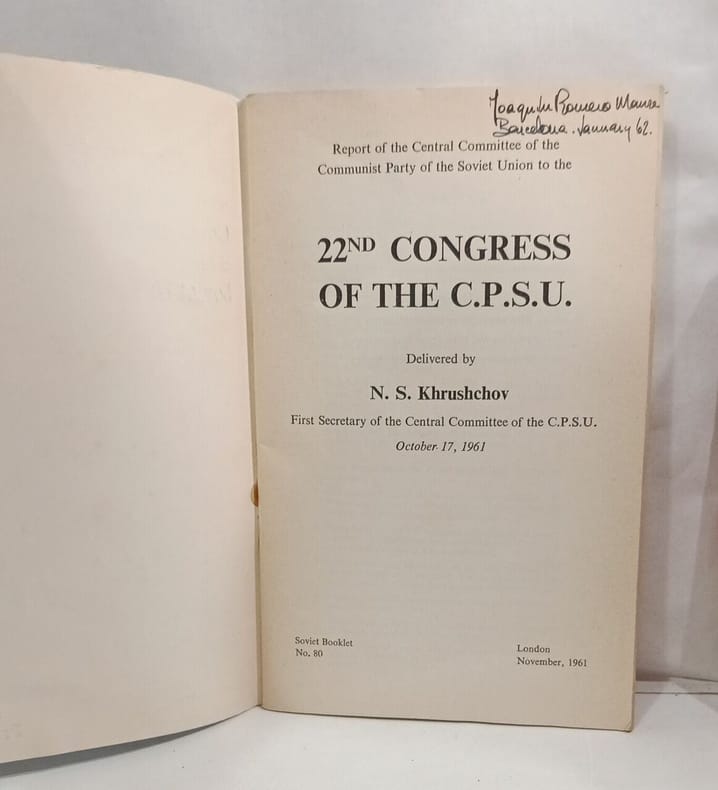 Joaquín Romero Maura
Barcelona. January 62.
Report of the Central Committee of the
Communist Party of the Soviet Union to the
22ND CONGRESS
OF THE C.P.S.U.
Delivered by
N. S. Khrushchov
First Secretary of the Central Committee of the C.P.S.U.
October 17, 1961
Soviet Booklet
No. 80
London
November, 1961